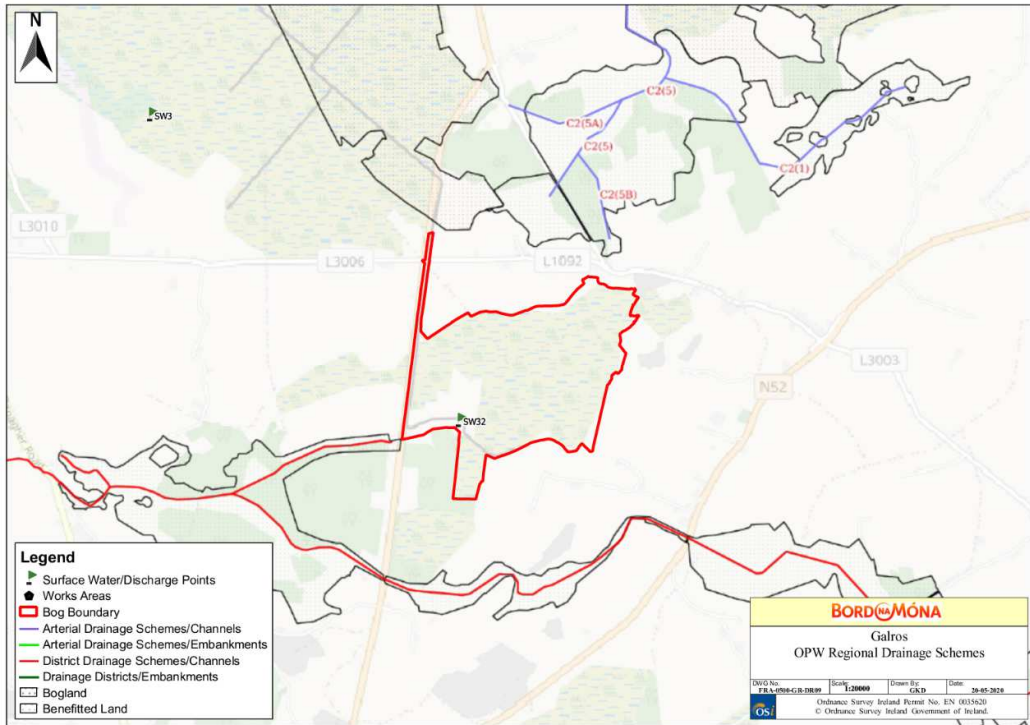 N
SW3
C2(5)
C2(5A)
C2(5)
C2(1)
C2(5B)
L3010
L3006
L1092
L3003
N52
SW32
Legend
Surface Water/Discharge Points
Works Areas
Bog Boundary
Arterial Drainage Schemes/Channels
Arterial Drainage Schemes/Embankments
District Drainage Schemes/Channels
Drainage Districts/Embankments
Bogland
Benefitted Land
BORD NA MÓNA
Galros
OPW Regional Drainage Schemes
DWG No. Scale: Drawn By: Date:
FRA-0500-GB-DR09 1:20000 GKD 20-05-2020
OSi
Ordnance Survey Ireland Permit No. EN 0035620
© Ordnance Survey Ireland Government of Ireland.